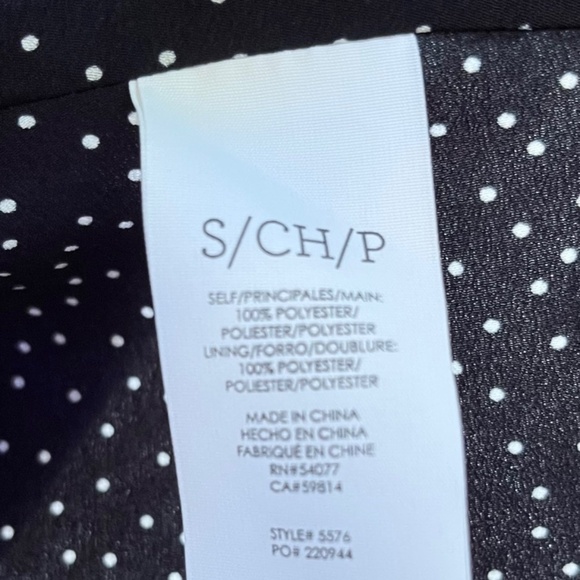 S/CH/P
SELF/PRINCIPALES/MAIN:
100% POLYESTER/
POLIESTER/POLYESTER
LINING/FORRO/DOUBLURE:
100% POLYESTER/
POLIESTER/POLYESTER
MADE IN CHINA
HECHO EN CHINA
FABRIQUÉ EN CHINE
RN#54077
CA#59814
STYLE# 5576
PO# 220944